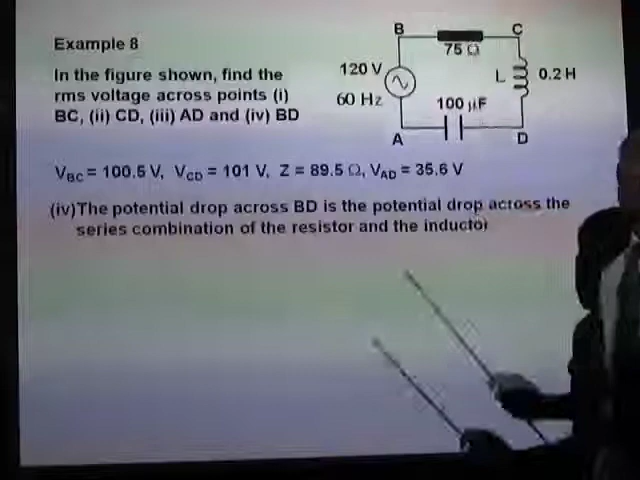 Example 8
In the figure shown, find the
rms voltage across points (i)
BC, (ii) CD, (iii) AD and (iv) BD
B
C
75 Ω
120 V
60 Hz
L
0.2 H
100 μF
A
D
V_BC = 100.5 V, V_CD = 101 V, Z = 89.5 Ω, V_AD = 35.6 V
(iv)The potential drop across BD is the potential drop across the
series combination of the resistor and the inductor